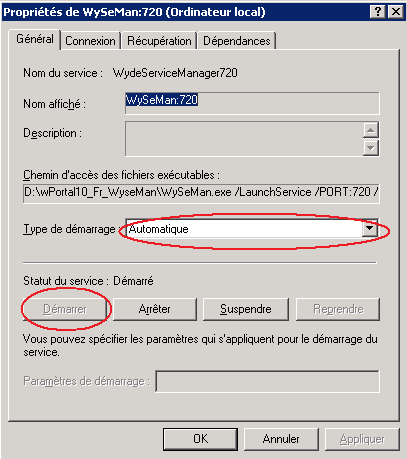 Propriétés de WySeMan:720 (Ordinateur local)
Général Connexion Récupération Dépendances
Nom du service : WydeServiceManager720
Nom affiché : WySeMan:720
Description :
Chemin d'accès des fichiers exécutables :
D:\wPortal10_Fr_WyseMan\WySeMan.exe /LaunchService /PORT:720 /
Type de démarrage : Automatique
Statut du service : Démarré
Démarrer Arrêter Suspendre Reprendre
Vous pouvez spécifier les paramètres qui s'appliquent pour le démarrage du
service.
Paramètres de démarrage :
OK Annuler Appliquer